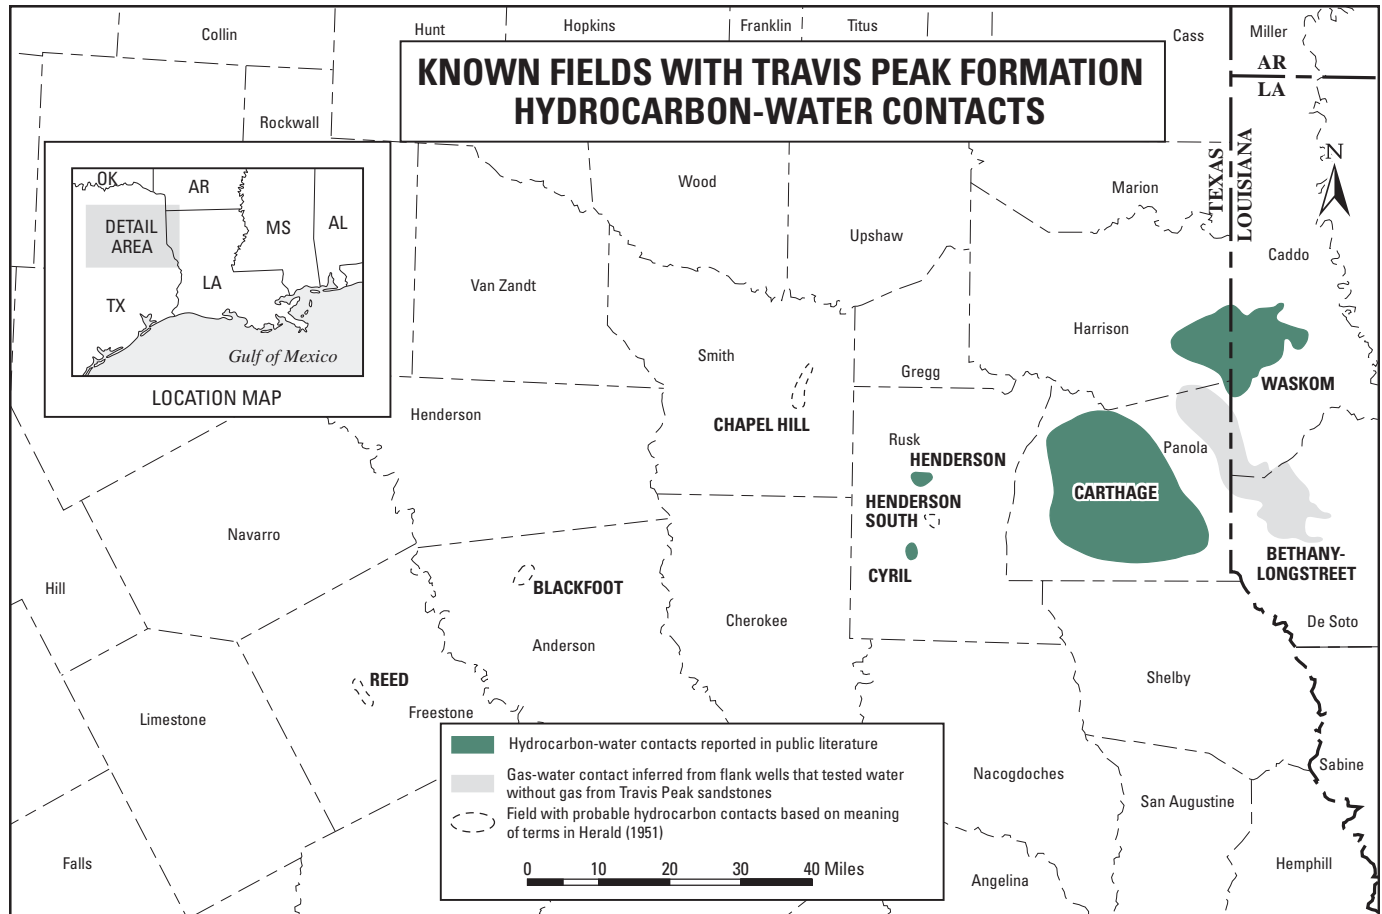 KNOWN FIELDS WITH TRAVIS PEAK FORMATION
HYDROCARBON-WATER CONTACTS
Collin
Hunt
Hopkins
Franklin
Titus
Cass
Miller
AR
LA
Rockwall
TEXAS
LOUISIANA
N
Wood
Marion
Upshaw
Caddo
Van Zandt
Harrison
Smith
Gregg
WASKOM
Henderson
CHAPEL HILL
Rusk
HENDERSON
Panola
CARTHAGE
HENDERSON
SOUTH
Navarro
BETHANY-
LONGSTREET
CYRIL
Hill
BLACKFOOT
Cherokee
De Soto
Anderson
REED
Shelby
Freestone
Limestone
Nacogdoches
Sabine
San Augustine
Falls
Hemphill
Angelina
OK
AR
MS
AL
DETAIL
AREA
LA
TX
Gulf of Mexico
LOCATION MAP
Hydrocarbon-water contacts reported in public literature
Gas-water contact inferred from flank wells that tested water
without gas from Travis Peak sandstones
Field with probable hydrocarbon contacts based on meaning
of terms in Herald (1951)
0 10 20 30 40 Miles